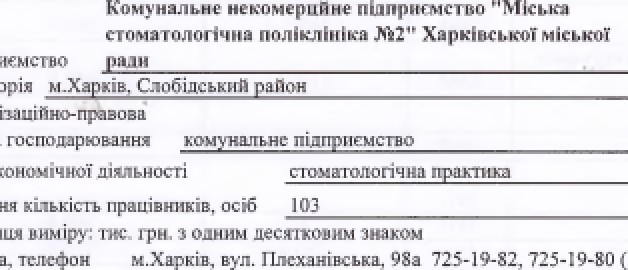 Комунальне некомерційне підприємство "Міська
стоматологічна поліклініка №2" Харківської міської
иємство ради
орія м.Харків, Слобідський район
ізаційно-правова
господарювання комунальне підприємство
кономічної діяльності стоматологічна практика
ня кількість працівників, осіб 103
ця виміру: тис. грн. з одним десятковим знаком
а, телефон м.Харків, вул. Плеханівська, 98а 725-19-82, 725-19-80 (